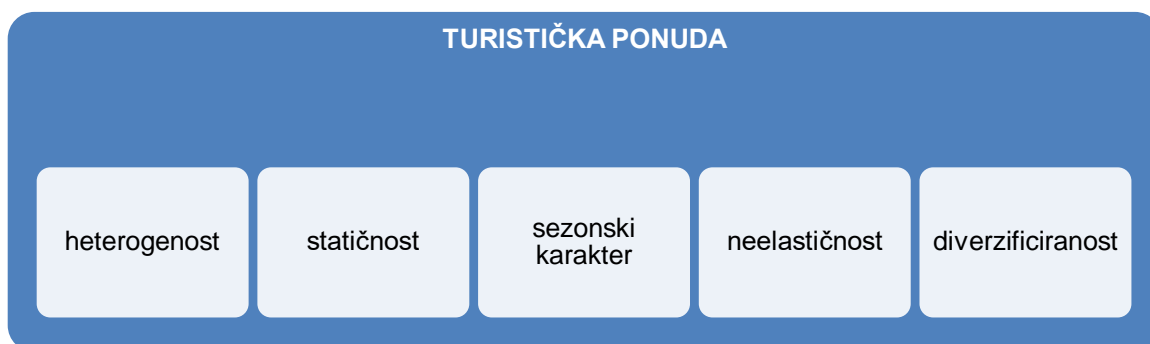 TURISTIČKA PONUDA
heterogenost
statičnost
sezonski
karakter
neelastičnost
diverzificiranost